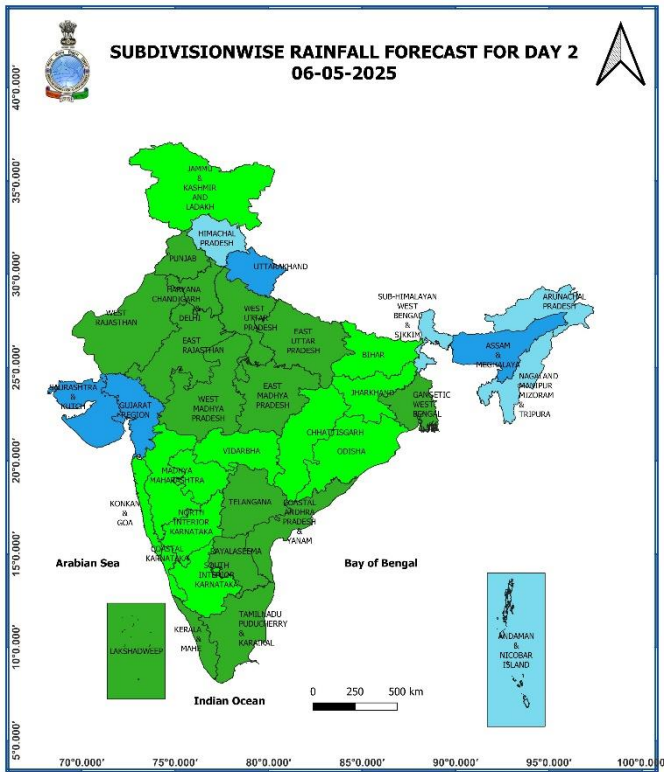 SUBDIVISIONWISE RAINFALL FORECAST FOR DAY 2
06-05-2025
40°0.000'
35°0.000'
30°0.000'
25°0.000'
20°0.000'
15°0.000'
10°0.000'
5°0.000'
JAMMU
&
KASHMIR
AND
LADAKH
HIMACHAL
PRADESH
PUNJAB
UTTARAKHAND
HARYANA
CHANDIGARH
&
DELHI
WEST
RAJASTHAN
WEST
UTTAR
PRADESH
EAST
RAJASTHAN
EAST
UTTAR
PRADESH
SUB-HIMALAYAN
WEST
BENGAL
&
SIKKIM
ARUNACHAL
PRADESH
ASSAM
&
MEGHALAYA
NAGALAND
MANIPUR
MIZORAM
&
TRIPURA
BIHAR
SAURASHTRA
&
KUTCH
GUJARAT
REGION
WEST
MADHYA
PRADESH
EAST
MADHYA
PRADESH
JHARKHAND
GANGETIC
WEST
BENGAL
CHHATTISGARH
ODISHA
VIDARBHA
MADHYA
MAHARASHTRA
KONKAN
&
GOA
TELANGANA
COASTAL
ANDHRA
PRADESH
&
YANAM
NORTH
INTERIOR
KARNATAKA
COASTAL
KARNATAKA
RAYALASEEMA
SOUTH
INTERIOR
KARNATAKA
Arabian Sea
Bay of Bengal
TAMILNADU
PUDUCHERRY
&
KARAIKAL
KERALA
&
MAHE
LAKSHADWEEP
ANDAMAN
&
NICOBAR
ISLAND
Indian Ocean
0 250 500 km
70°0.000' 75°0.000' 80°0.000' 85°0.000' 90°0.000' 95°0.000' 100°0.000'